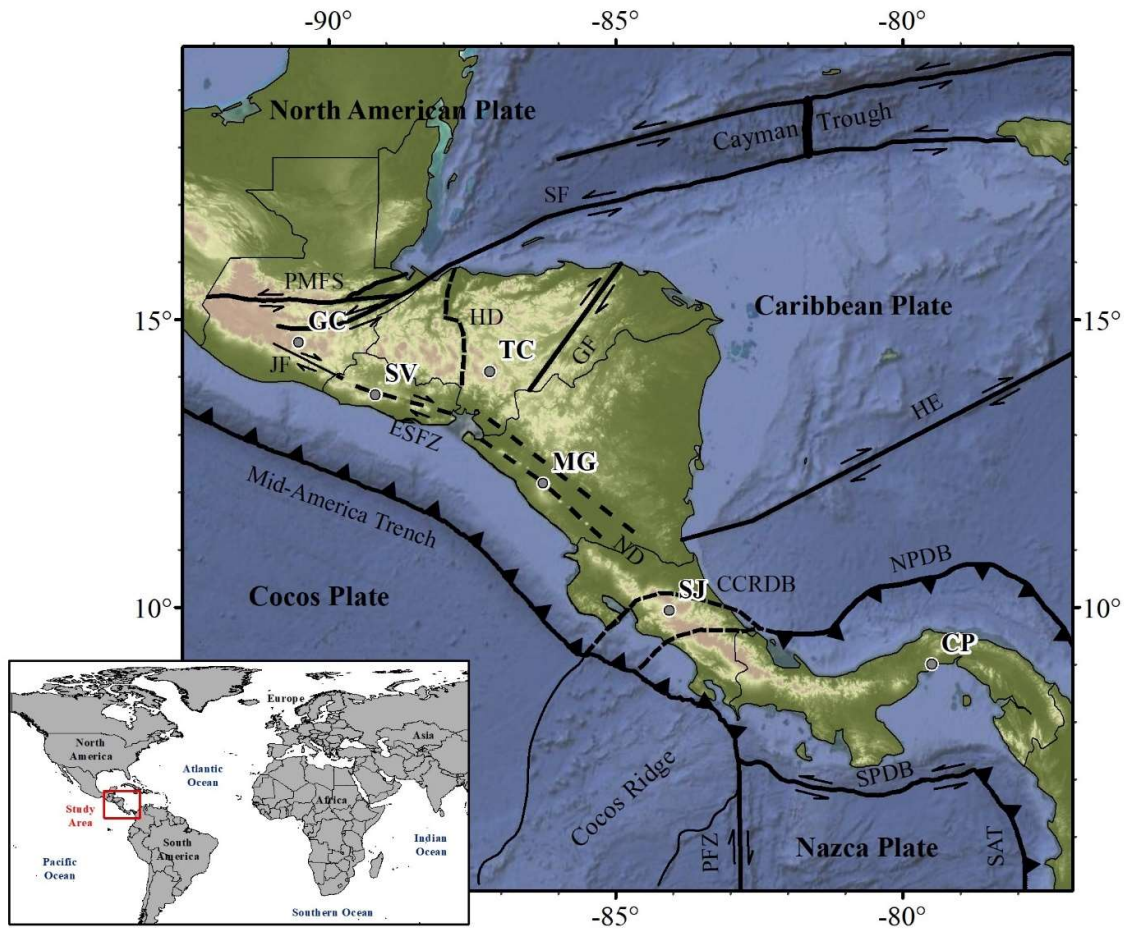 -90°
-85°
-80°
North American Plate
Cayman Trough
SF
PMFS
Caribbean Plate
15°
15°
GC
HD
TC
GF
JF
SV
HE
ESFZ
MG
Mid-America Trench
ND
NPDB
CCRDB
SJ
10°
10°
Cocos Plate
CP
SPDB
Cocos Ridge
PFZ
Nazca Plate
SAT
-85°
-80°
Europe
North
America
Asia
Atlantic
Ocean
Study
Area
Africa
South
America
Indian
Ocean
Pacific
Ocean
Southern Ocean